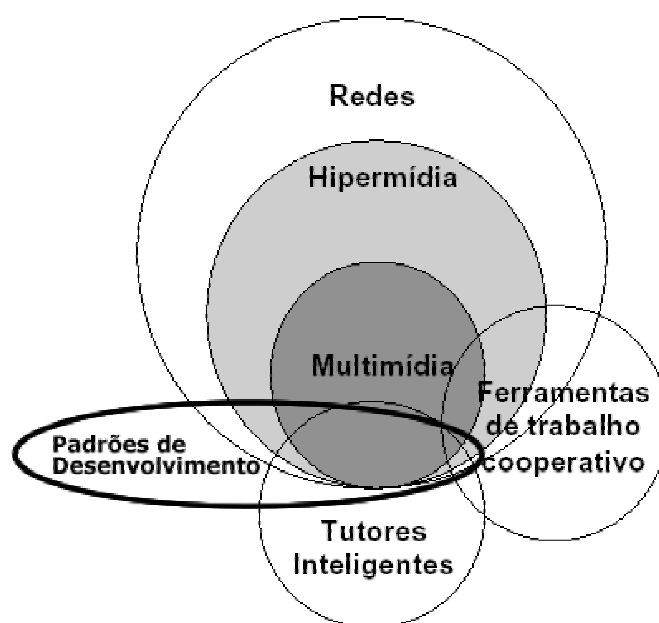 Redes
Hipermídia
Multimídia
Ferramentas
de trabalho
cooperativo
Padrões de
Desenvolvimento
Tutores
Inteligentes